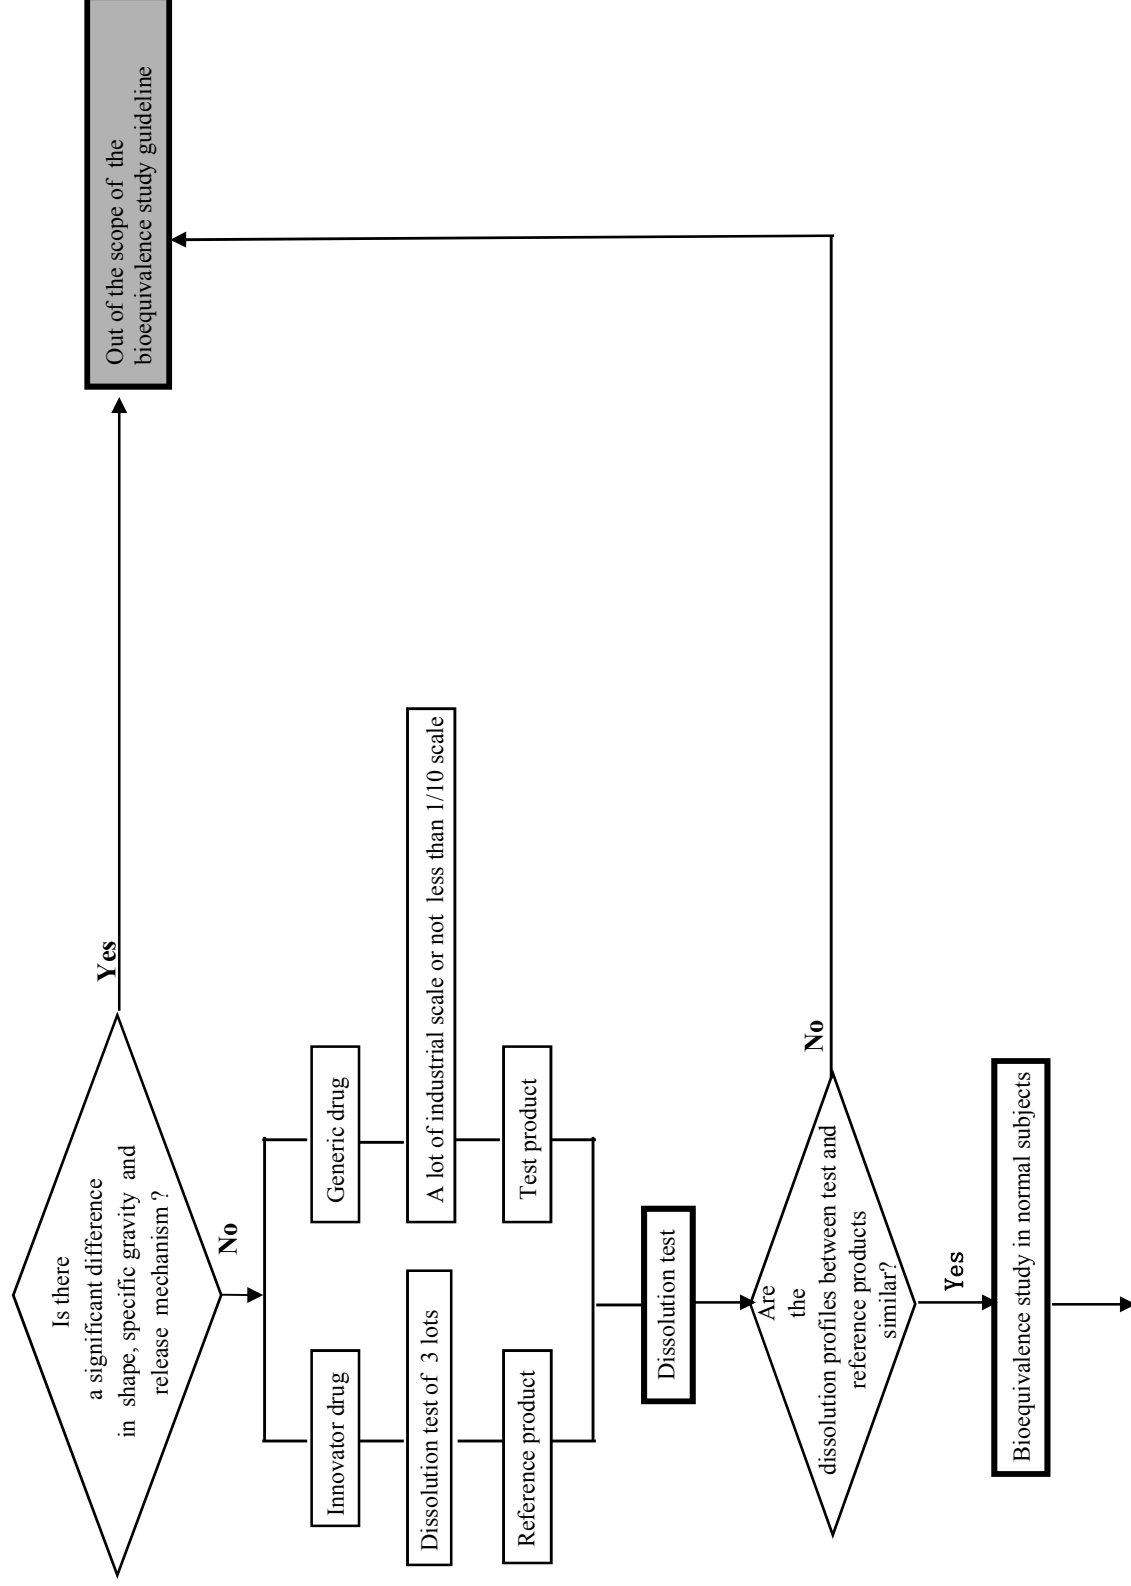 Is there
a significant difference
in shape, specific gravity and
release mechanism ?
Yes
Out of the scope of the
bioequivalence study guideline
No
Innovator drug
Generic drug
Dissolution test of 3 lots
A lot of industrial scale or not less than 1/10 scale
Reference product
Test product
Dissolution test
Are
the
dissolution profiles between test and
reference products
similar?
No
Yes
Bioequivalence study in normal subjects